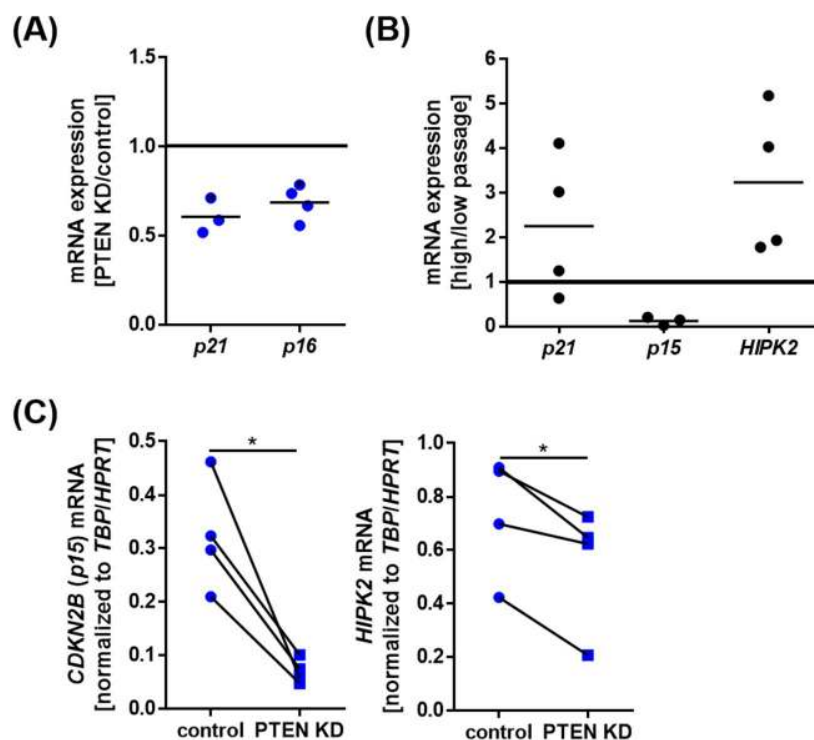 (A)
mRNA expression
[PTEN KD/control]
1.5
1.0
0.5
0.0
p21 p16
(B)
mRNA expression
[high/low passage]
6
5
4
3
2
1
0
p21 p15 HIPK2
(C)
CDKN2B (p15) mRNA
[normalized to TBP/HPRT]
0.5
0.4
0.3
0.2
0.1
0.0
*
control PTEN KD
HIPK2 mRNA
[normalized to TBP/HPRT]
1.0
0.8
0.6
0.4
0.2
0.0
*
control PTEN KD